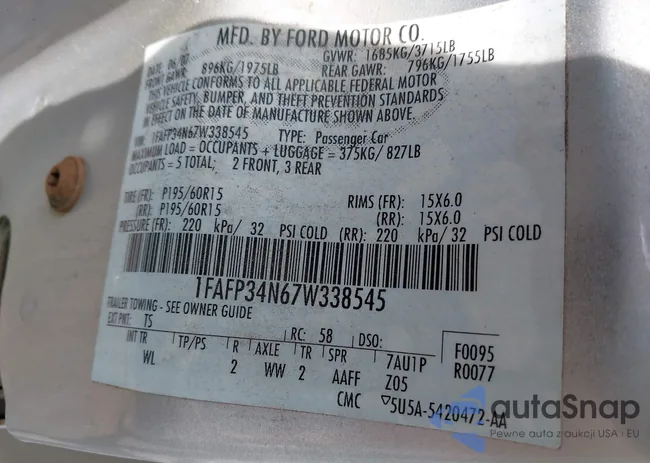 MFD. BY FORD MOTOR CO.
DATE: 06/07 GVWR: 1685KG/3715LB
FRONT GAWR: 896KG/1975LB REAR GAWR: 796KG/1755LB
THIS VEHICLE CONFORMS TO ALL APPLICABLE FEDERAL MOTOR
VEHICLE SAFETY, BUMPER, AND THEFT PREVENTION STANDARDS
IN EFFECT ON THE DATE OF MANUFACTURE SHOWN ABOVE.
VIN: 1FAFP34N67W338545 TYPE: Passenger Car
MAXIMUM LOAD = OCCUPANTS + LUGGAGE = 375KG/ 827LB
OCCUPANTS = 5 TOTAL; 2 FRONT, 3 REAR
TIRE (FR): P195/60R15 RIMS (FR): 15X6.0
(RR): P195/60R15 (RR): 15X6.0
PRESSURE (FR): 220 kPa/ 32 PSI COLD (RR): 220 kPa/ 32 PSI COLD
1FAFP34N67W338545
TRAILER TOWING - SEE OWNER GUIDE
EXT PNT: TS RC: 58 DSO: F0095
INT TR TP/PS R AXLE TR SPR 7AU1P R0077
WL 2 WW 2 AAFF Z05
CMC ▽5U5A-5420472-AA
autaSnap
Pewne auta z aukcji USA i EU